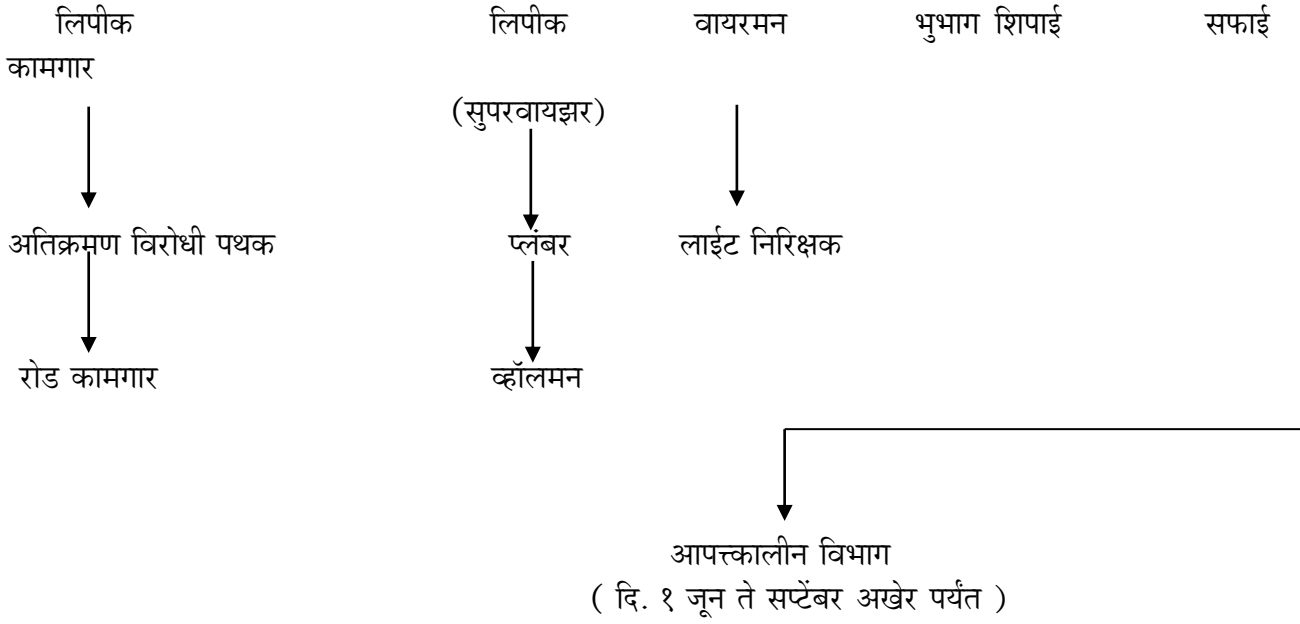 लिपीक लिपीक वायरमन भुभाग शिपाई सफाई
कामगार
(सुपरवायझर)
अतिक्रमण विरोधी पथक प्लंबर लाईट निरिक्षक
रोड कामगार व्हॉलमन
आपत्त्कालीन विभाग
( दि. १ जून ते सप्टेंबर अखेर पर्यंत )